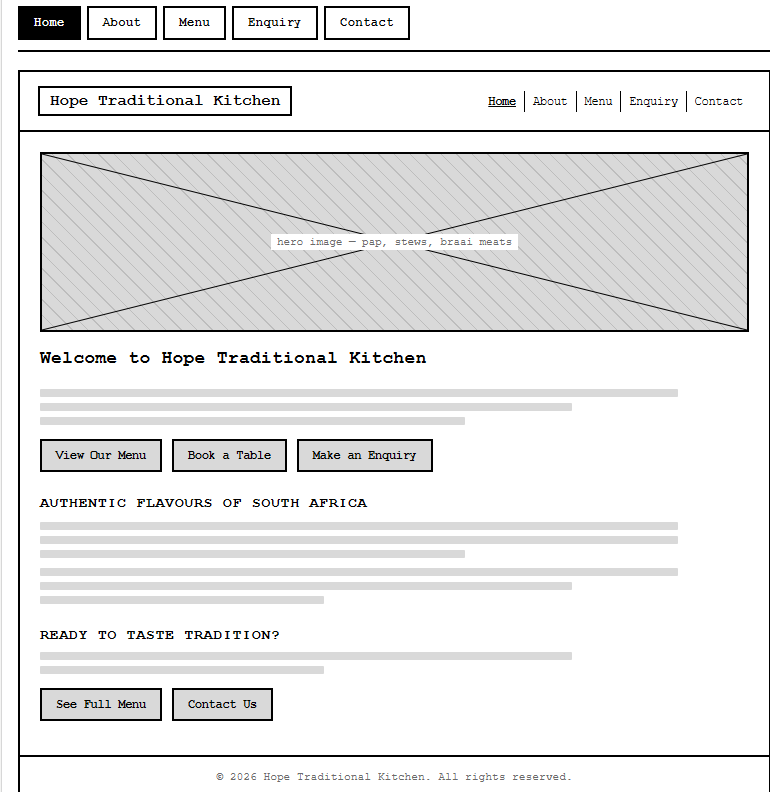 Home About Menu Enquiry Contact
Hope Traditional Kitchen
Home About Menu Enquiry Contact
hero image — pap, stews, braai meats
Welcome to Hope Traditional Kitchen
View Our Menu Book a Table Make an Enquiry
AUTHENTIC FLAVOURS OF SOUTH AFRICA
READY TO TASTE TRADITION?
See Full Menu Contact Us
© 2026 Hope Traditional Kitchen. All rights reserved.